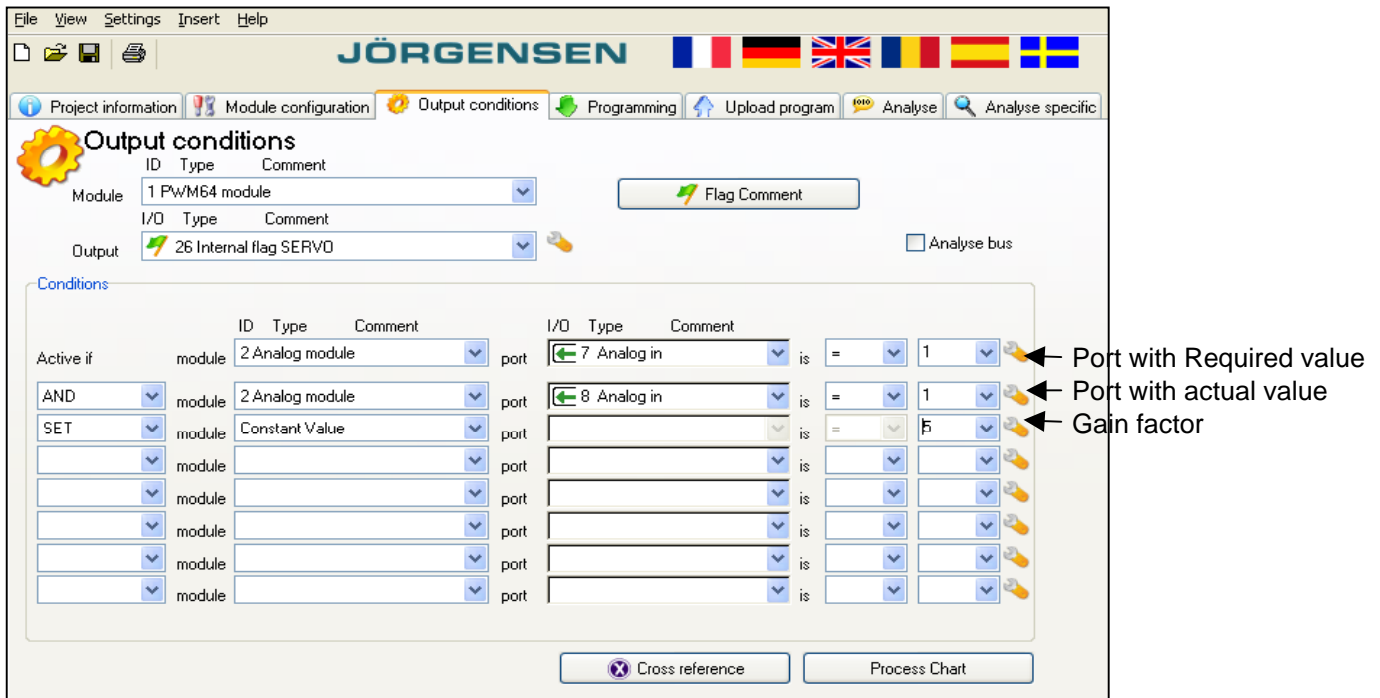 File View Settings Insert Help
JÖRGENSEN
Project information Module configuration Output conditions Programming Upload program Analyse Analyse specific
Output conditions
ID Type Comment
Module 1 PWM64 module Flag Comment
I/O Type Comment
Output 26 Internal flag SERVO Analyse bus
Conditions
ID Type Comment I/O Type Comment
Active if module 2 Analog module port 7 Analog in is = 1 Port with Required value
AND module 2 Analog module port 8 Analog in is = 1 Port with actual value
SET module Constant Value port is = 5 Gain factor
module port is
module port is
module port is
module port is
module port is
Cross reference Process Chart